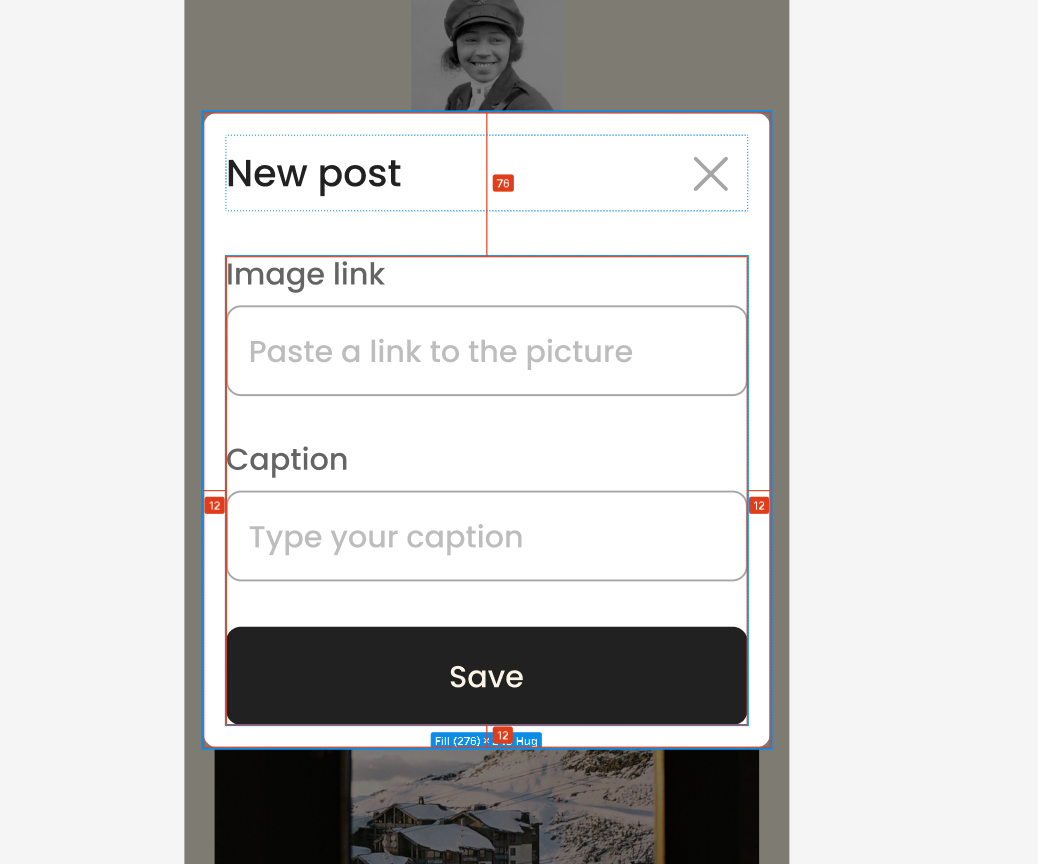 New post
76
Image link
Paste a link to the picture
Caption
12
12
Type your caption
Save
Fill (276) × Hug
12